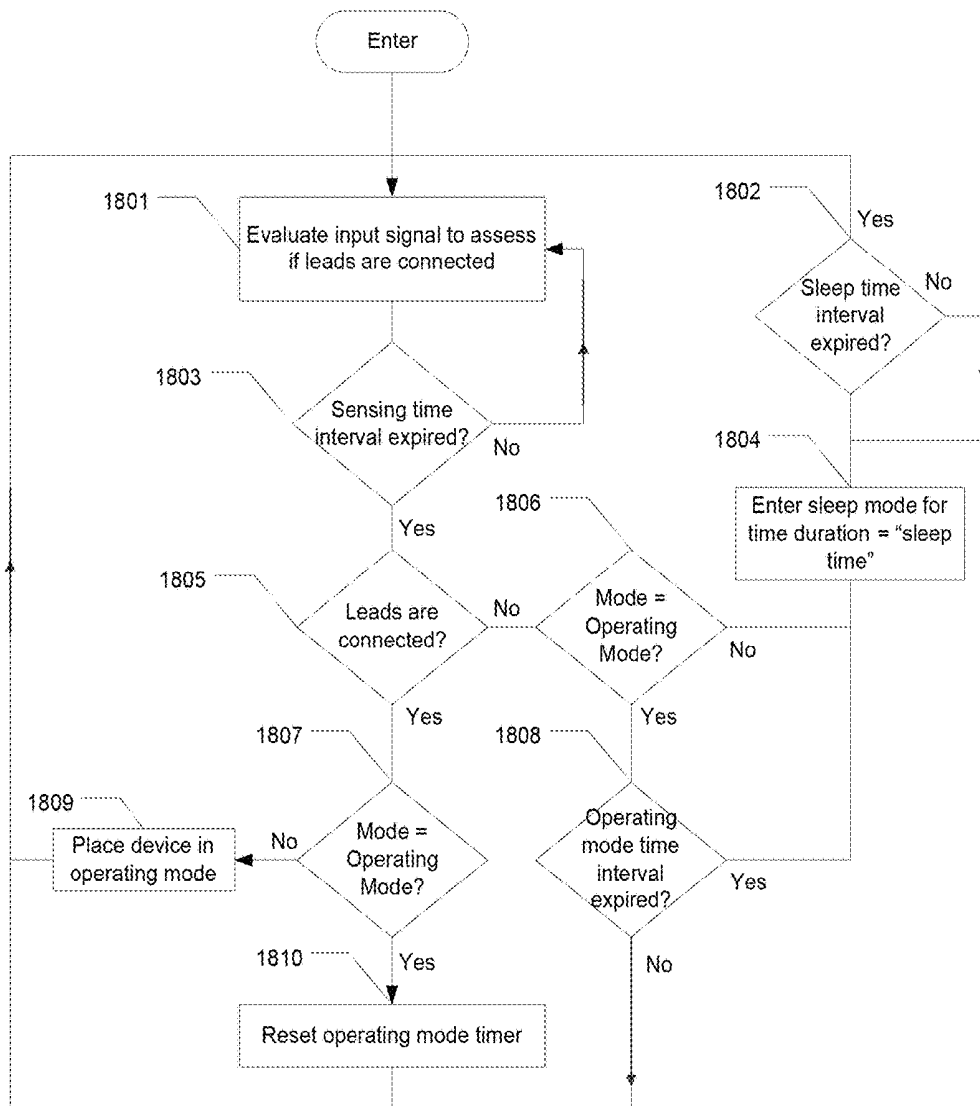 Enter
1801
Evaluate input signal to assess
if leads are connected
1802
Yes
Sleep time
interval
expired?
No
1803
Sensing time
interval expired?
No
Yes
1804
Enter sleep mode for
time duration = “sleep
time”
1805
Leads are
connected?
No
Yes
1806
Mode =
Operating
Mode?
No
Yes
1807
Mode =
Operating
Mode?
No
Yes
1808
Operating
mode time
interval
expired?
Yes
No
1809
Place device in
operating mode
1810
Reset operating mode timer